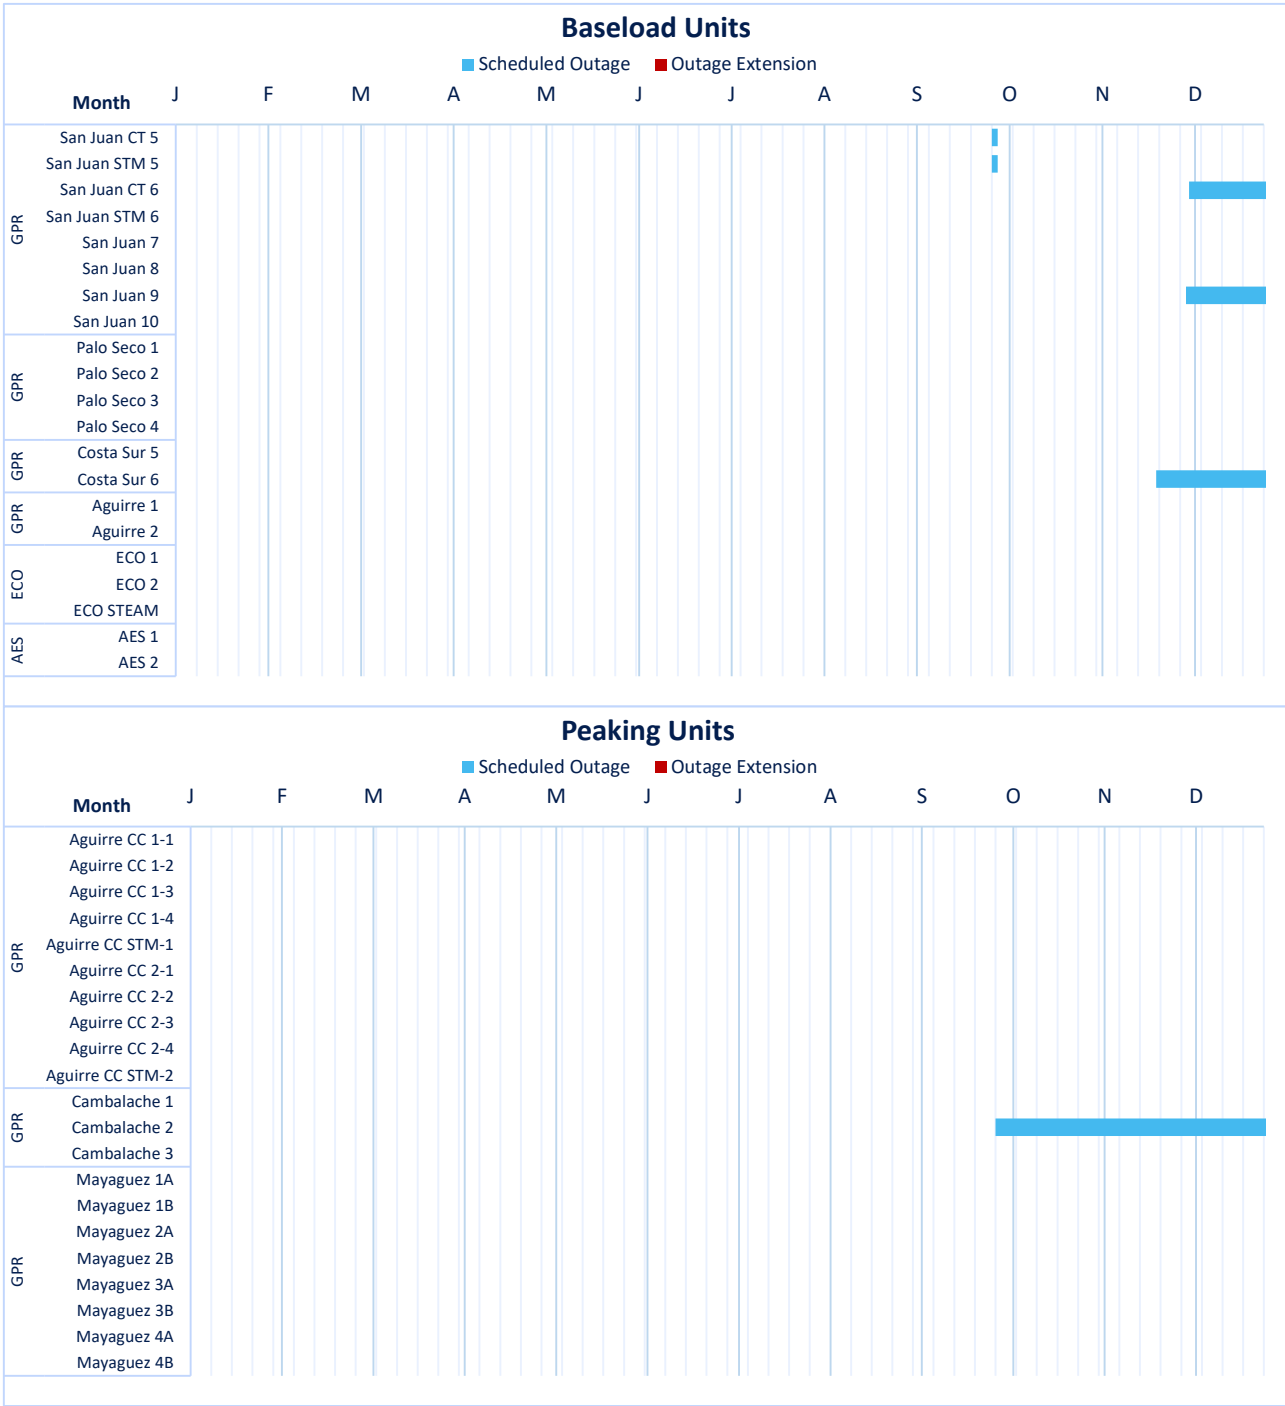 Baseload Units
Scheduled Outage Outage Extension
Month J F M A M J J A S O N D
GPR
San Juan CT 5
San Juan STM 5
San Juan CT 6
San Juan STM 6
San Juan 7
San Juan 8
San Juan 9
San Juan 10
GPR
Palo Seco 1
Palo Seco 2
Palo Seco 3
Palo Seco 4
GPR
Costa Sur 5
Costa Sur 6
GPR
Aguirre 1
Aguirre 2
ECO
ECO 1
ECO 2
ECO STEAM
AES
AES 1
AES 2
Peaking Units
Scheduled Outage Outage Extension
Month J F M A M J J A S O N D
GPR
Aguirre CC 1-1
Aguirre CC 1-2
Aguirre CC 1-3
Aguirre CC 1-4
Aguirre CC STM-1
Aguirre CC 2-1
Aguirre CC 2-2
Aguirre CC 2-3
Aguirre CC 2-4
Aguirre CC STM-2
GPR
Cambalache 1
Cambalache 2
Cambalache 3
GPR
Mayaguez 1A
Mayaguez 1B
Mayaguez 2A
Mayaguez 2B
Mayaguez 3A
Mayaguez 3B
Mayaguez 4A
Mayaguez 4B